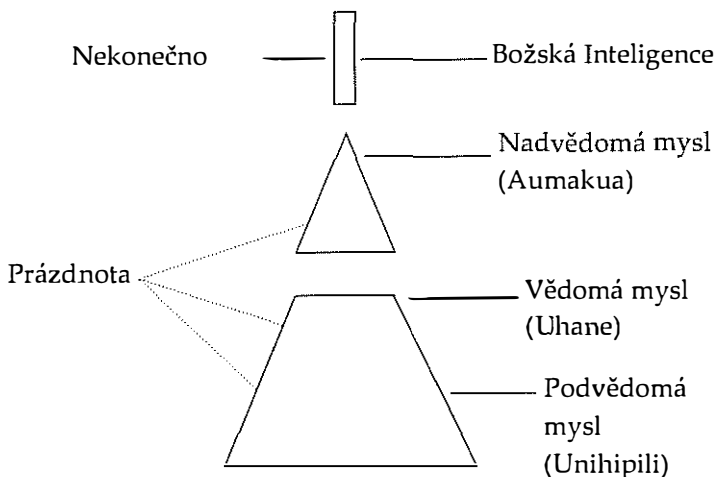 Nekonečno
Božská Inteligence
Nadvědomá mysl
(Aumakua)
Prázdnota
Vědomá mysl
(Uhane)
Podvědomá
mysl
(Unihipili)